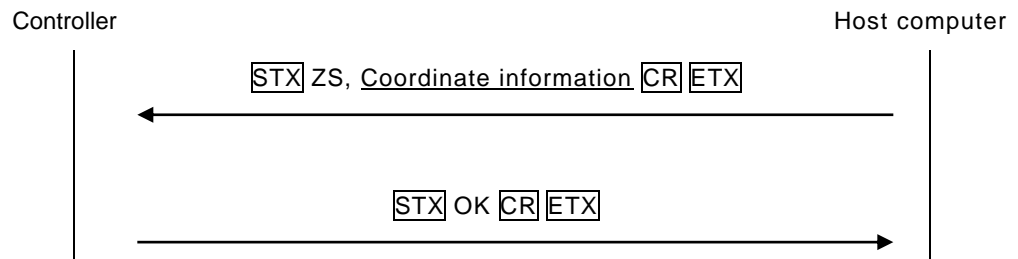 Controller Host computer
STX ZS, Coordinate information CR ETX
STX OK CR ETX